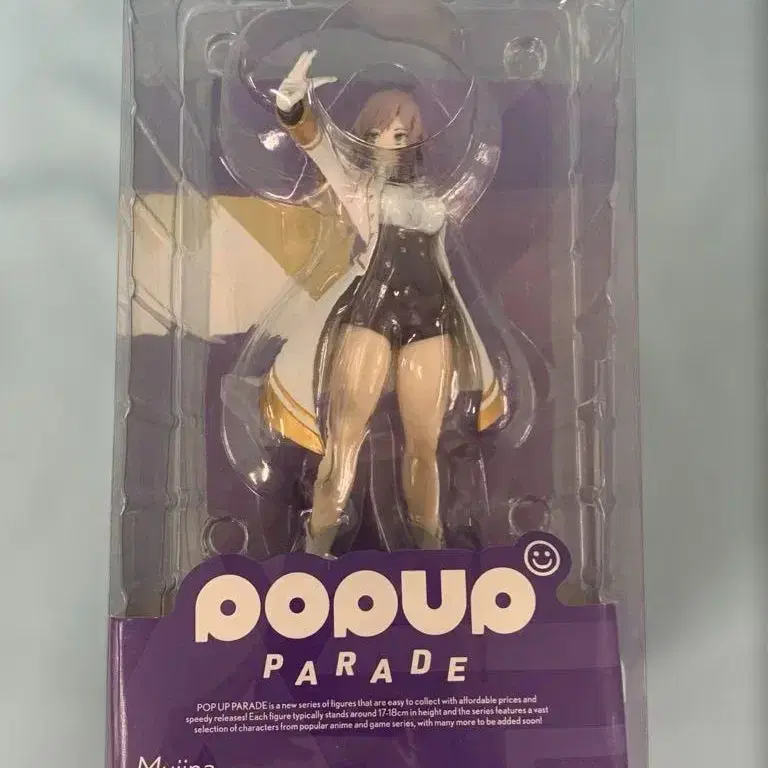 POPUP
PARADE
POP UP PARADE is a new series of figures that are easy to collect with affordable prices and
speedy releases! Each figure typically stands around 17-18cm in height and the series features a vast
selection of characters from popular anime and game series, with many more to be added soon!
Mujina